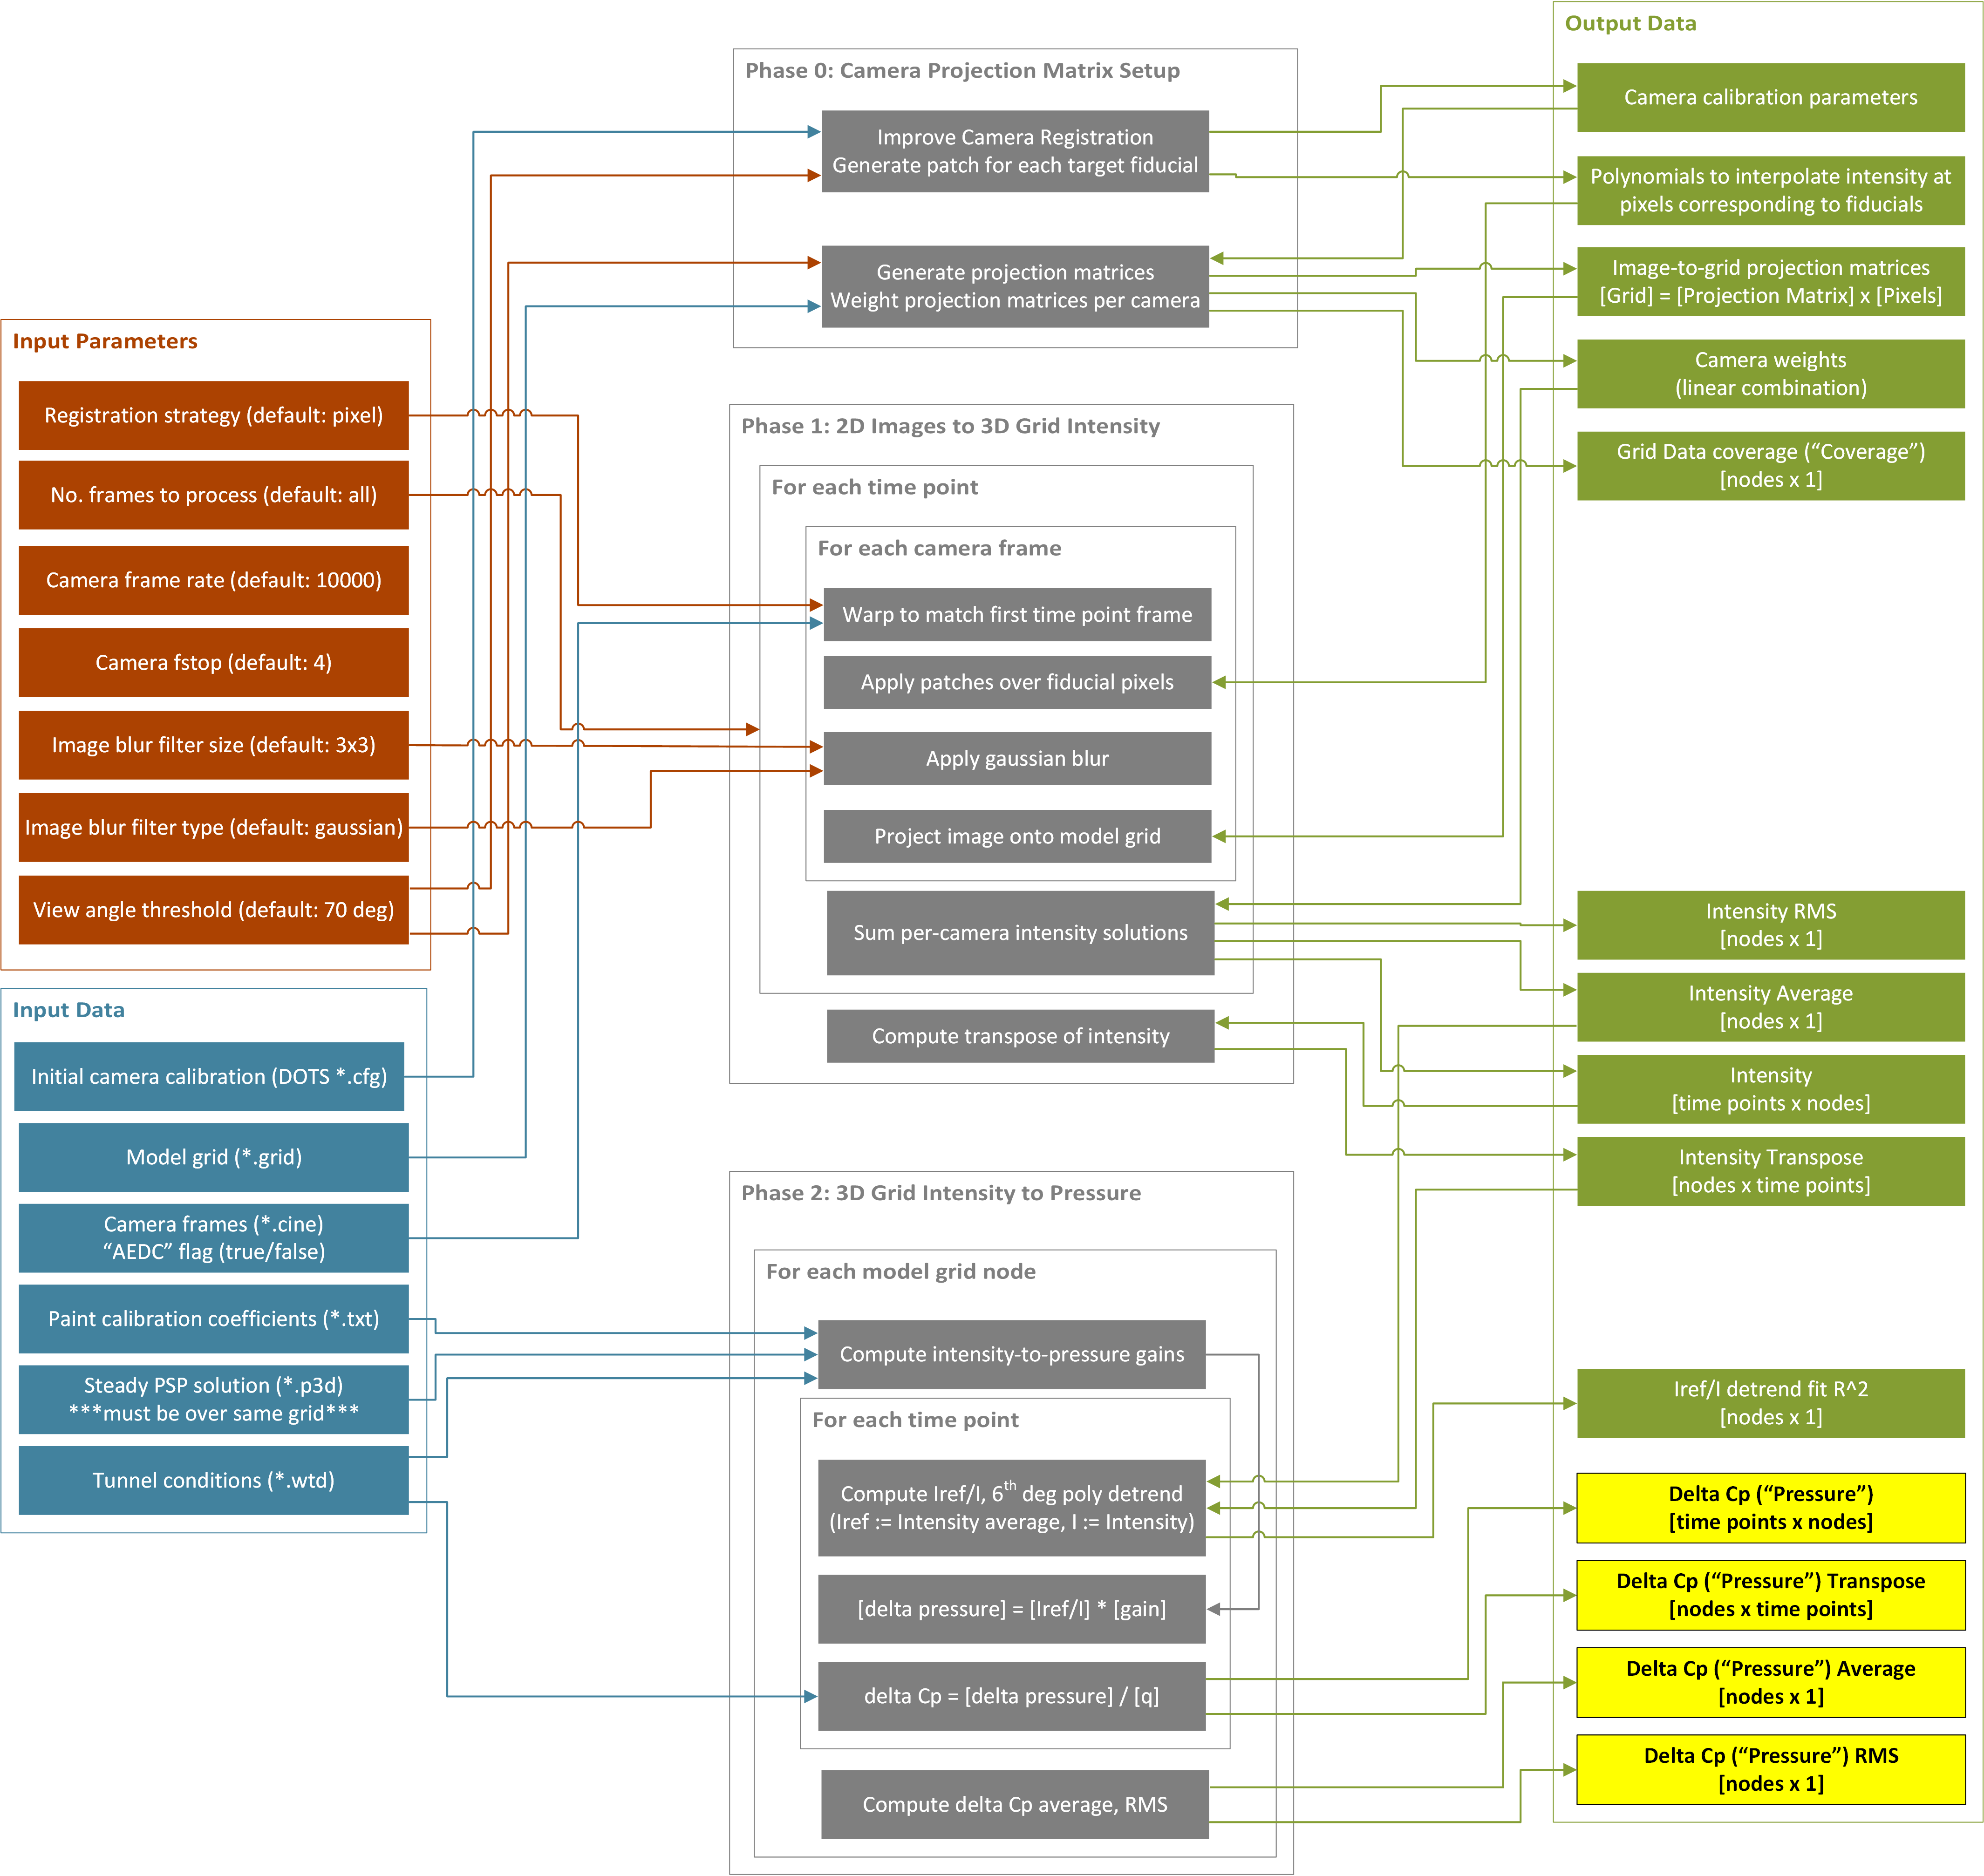 Input Parameters
Registration strategy (default: pixel)
No. frames to process (default: all)
Camera frame rate (default: 10000)
Camera fstop (default: 4)
Image blur filter size (default: 3x3)
Image blur filter type (default: gaussian)
View angle threshold (default: 70 deg)
Input Data
Initial camera calibration (DOTS *.cfg)
Model grid (*.grid)
Camera frames (*.cine)
“AEDC” flag (true/false)
Paint calibration coefficients (*.txt)
Steady PSP solution (*.p3d)
***must be over same grid***
Tunnel conditions (*.wtd)
Phase 0: Camera Projection Matrix Setup
Improve Camera Registration
Generate patch for each target fiducial
Generate projection matrices
Weight projection matrices per camera
Phase 1: 2D Images to 3D Grid Intensity
For each time point
For each camera frame
Warp to match first time point frame
Apply patches over fiducial pixels
Apply gaussian blur
Project image onto model grid
Sum per-camera intensity solutions
Compute transpose of intensity
Phase 2: 3D Grid Intensity to Pressure
For each model grid node
Compute intensity-to-pressure gains
For each time point
Compute Iref/I, 6th deg poly detrend
(Iref := Intensity average, I := Intensity)
[delta pressure] = [Iref/I] * [gain]
delta Cp = [delta pressure] / [q]
Compute delta Cp average, RMS
Output Data
Camera calibration parameters
Polynomials to interpolate intensity at
pixels corresponding to fiducials
Image-to-grid projection matrices
[Grid] = [Projection Matrix] x [Pixels]
Camera weights
(linear combination)
Grid Data coverage (“Coverage”)
[nodes x 1]
Intensity RMS
[nodes x 1]
Intensity Average
[nodes x 1]
Intensity
[time points x nodes]
Intensity Transpose
[nodes x time points]
Iref/I detrend fit R^2
[nodes x 1]
Delta Cp (“Pressure”)
[time points x nodes]
Delta Cp (“Pressure”) Transpose
[nodes x time points]
Delta Cp (“Pressure”) Average
[nodes x 1]
Delta Cp (“Pressure”) RMS
[nodes x 1]